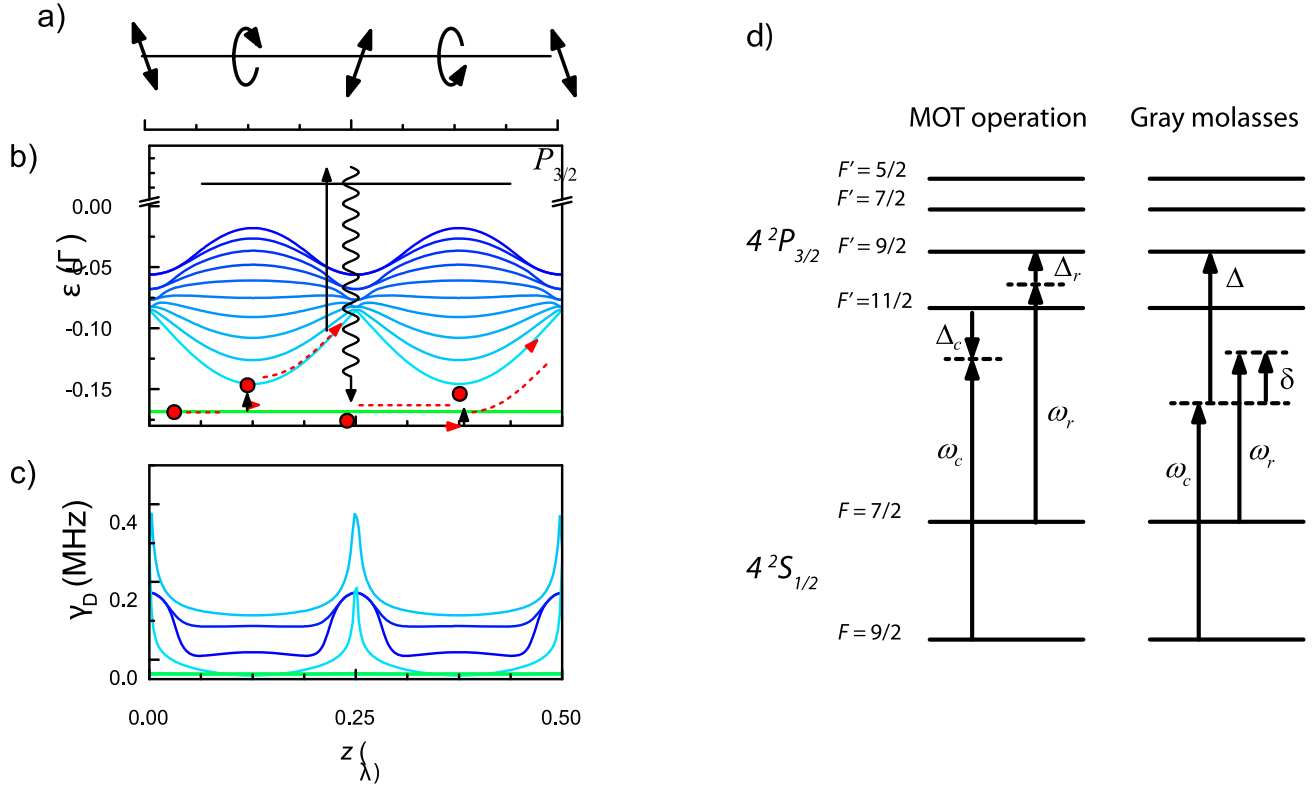 a)
b)
P3/2
0.00
-0.05
-0.10
-0.15
ε (Γ)
c)
0.4
0.2
0.0
γD (MHz)
0.00 0.25 0.50
z (λ)
d)
MOT operation Gray molasses
F' = 5/2
F' = 7/2
F' = 9/2
F' = 11/2
4 ²P3/2
Δr
Δ
Δc
δ
ωc
ωr
ωc
ωr
F = 7/2
4 ²S1/2
F = 9/2